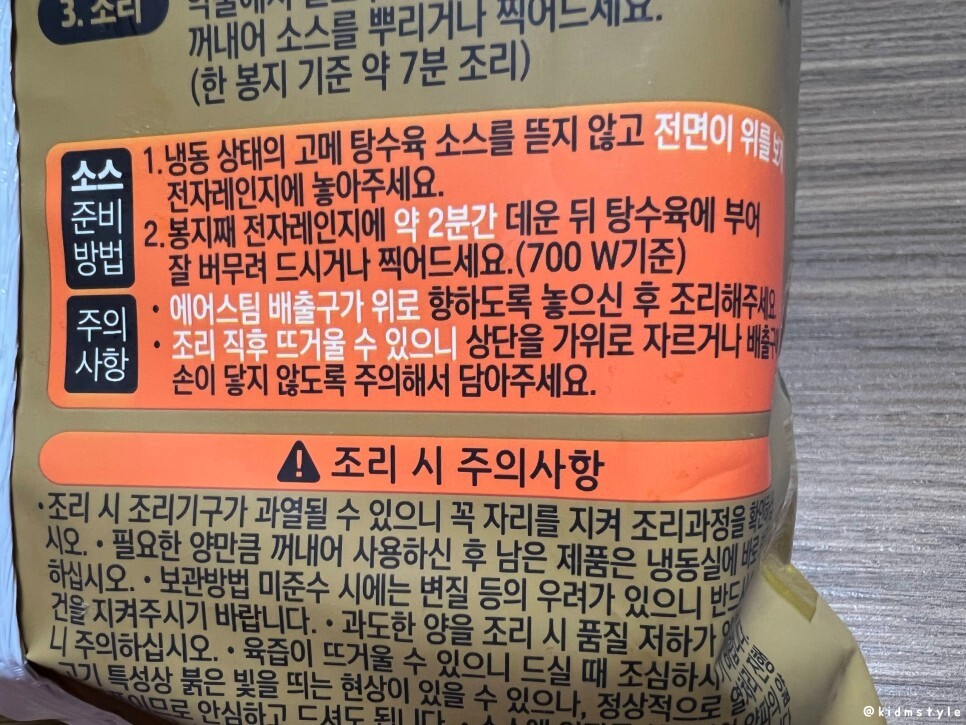 3. 조리
꺼내어 소스를 뿌리거나 찍어드세요.
(한 봉지 기준 약 7분 조리)
소스
준비
방법
1. 냉동 상태의 고메 탕수육 소스를 뜯지 않고 전면이 위를
전자레인지에 놓아주세요.
2. 봉지째 전자레인지에 약 2분간 데운 뒤 탕수육에 부어
잘 버무려 드시거나 찍어드세요.(700 W기준)
주의
사항
· 에어스팀 배출구가 위로 향하도록 놓으신 후 조리해주세요.
· 조리 직후 뜨거울 수 있으니 상단을 가위로 자르거나 배출구
손이 닿지 않도록 주의해서 담아주세요.
조리 시 주의사항
·조리 시 조리기구가 과열될 수 있으니 꼭 자리를 지켜 조리과정을
시오. · 필요한 양만큼 꺼내어 사용하신 후 남은 제품은 냉동실에 바로
하십시오. · 보관방법 미준수 시에는 변질 등의 우려가 있으니
건을 지켜주시기 바랍니다. · 과도한 양을 조리 시 품질 저하가
니 주의하십시오. · 육즙이 뜨거울 수 있으니 드실 때 조심하시
고기 특성상 붉은 빛을 띄는 현상이 있을 수 있으나, 정상적으로
안심하고 드셔도 됩니다.
@kidmstyle